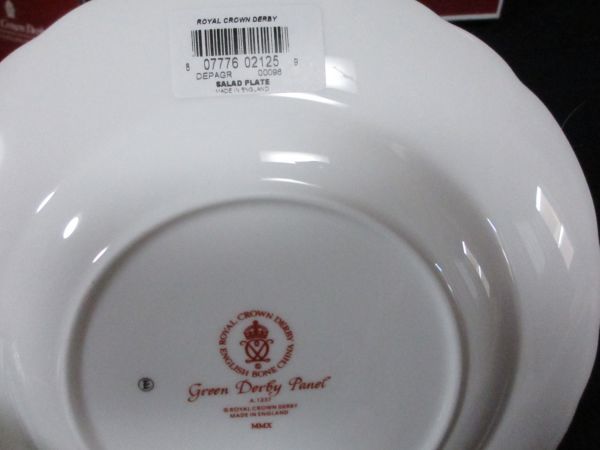 ROYAL CROWN DERBY
8 07776 02125 9
DEPAGR 00096
SALAD PLATE
MADE IN ENGLAND
ROYAL CROWN DERBY
ENGLISH BONE CHINA
E
Green Derby Panel
A.1237
© ROYAL CROWN DERBY
MADE IN ENGLAND
MMX